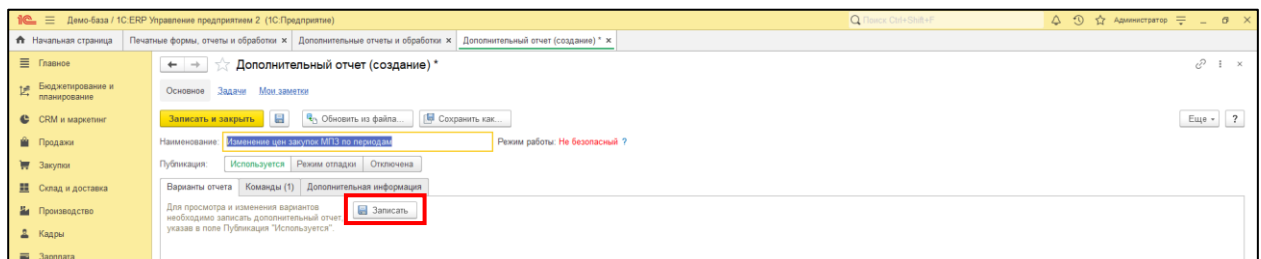 1С Демо-база / 1С:ERP Управление предприятием 2 (1С:Предприятие) Поиск Ctrl+Shift+F Администратор
Начальная страница Печатные формы, отчеты и обработки × Дополнительные отчеты и обработки × Дополнительный отчет (создание) * ×
Главное
Бюджетирование и
планирование
CRM и маркетинг
Продажи
Закупки
Склад и доставка
Производство
Кадры
Зарплата
Дополнительный отчет (создание) *
Основное Задачи Мои заметки
Записать и закрыть Обновить из файла... Сохранить как... Еще ?
Наименование: Изменение цен закупок МПЗ по периодам Режим работы: Не безопасный ?
Публикация: Используется Режим отладки Отключена
Варианты отчета Команды (1) Дополнительная информация
Для просмотра и изменения вариантов
необходимо записать дополнительный отчет,
указав в поле Публикация "Используется".
Записать